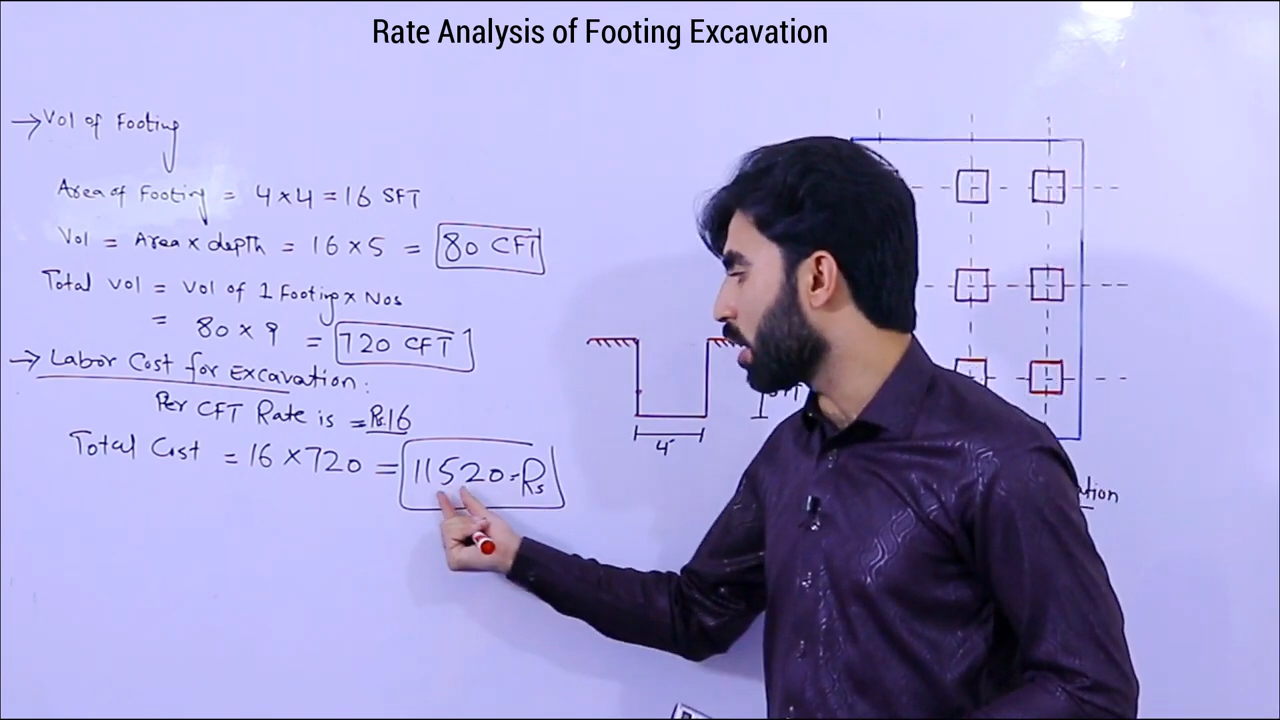 Rate Analysis of Footing Excavation
→ Vol of Footing
Area of Footing = 4 × 4 = 16 SFT
Vol = Area × depth = 16 × 5 = 80 CFT
Total Vol = Vol of 1 Footing × Nos
= 80 × 9 = 720 CFT
→ Labor Cost for Excavation:
Per CFT Rate is = Rs.16
Total Cost = 16 × 720 = 11520 = Rs
4'